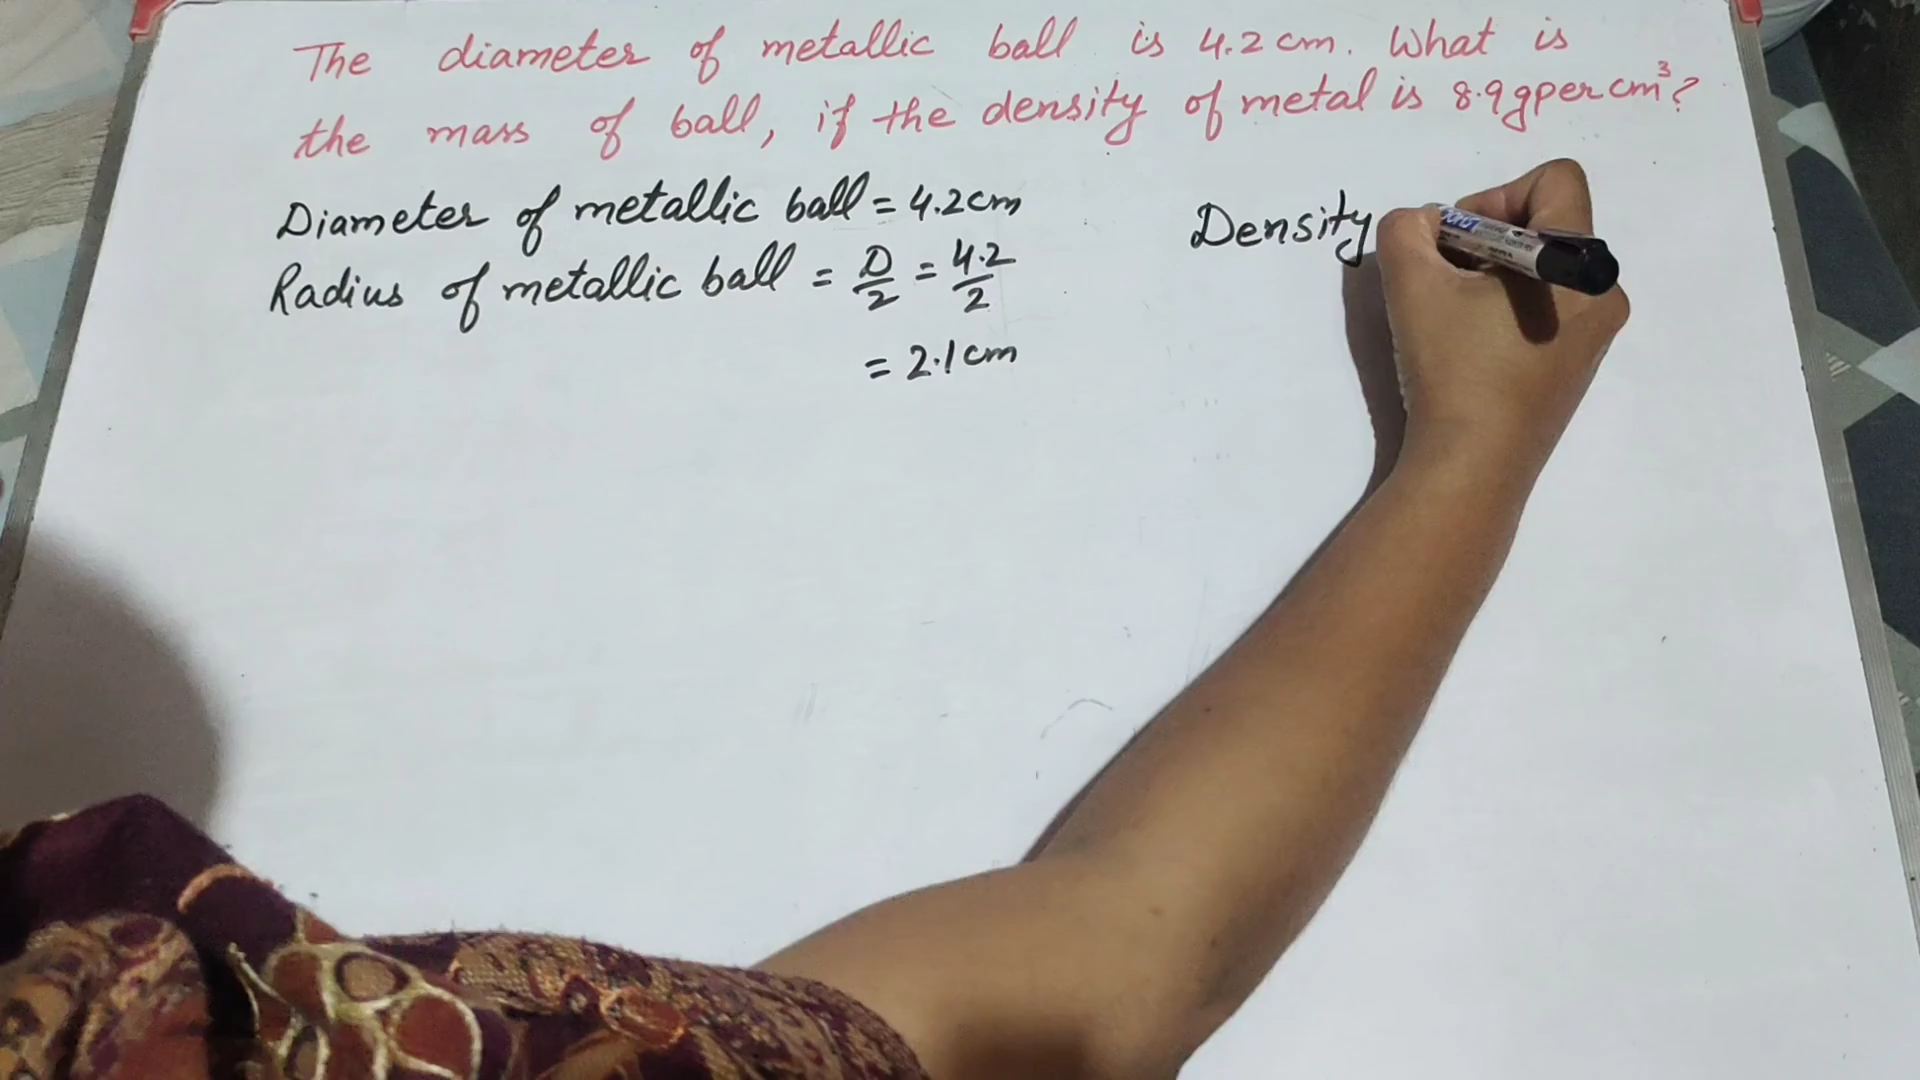 The diameter of metallic ball is 4.2 cm. What is
the mass of ball, if the density of metal is 8.9g per cm³?
Diameter of metallic ball = 4.2cm
Radius of metallic ball = D/2 = 4.2/2
= 2.1cm
Density